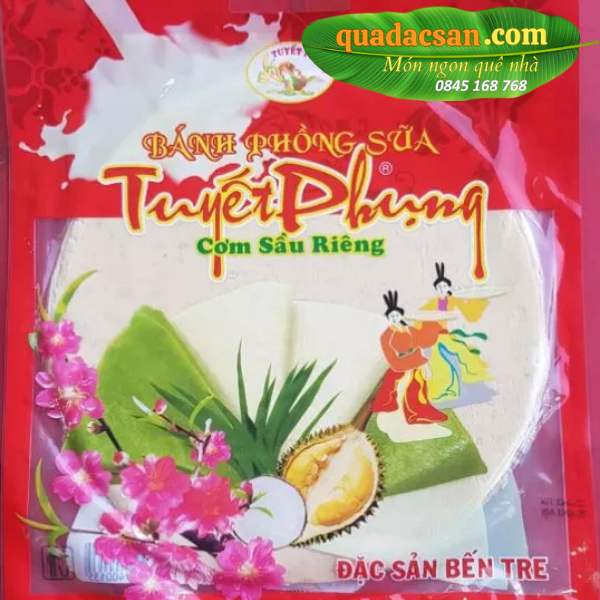 quadacsan.com
Món ngon quê nhà
0845 168 768
TUYẾT
BÁNH PHỒNG SỮA
Tuyết Phụng®
Cơm Sầu Riêng
ĐẶC SẢN BẾN TRE